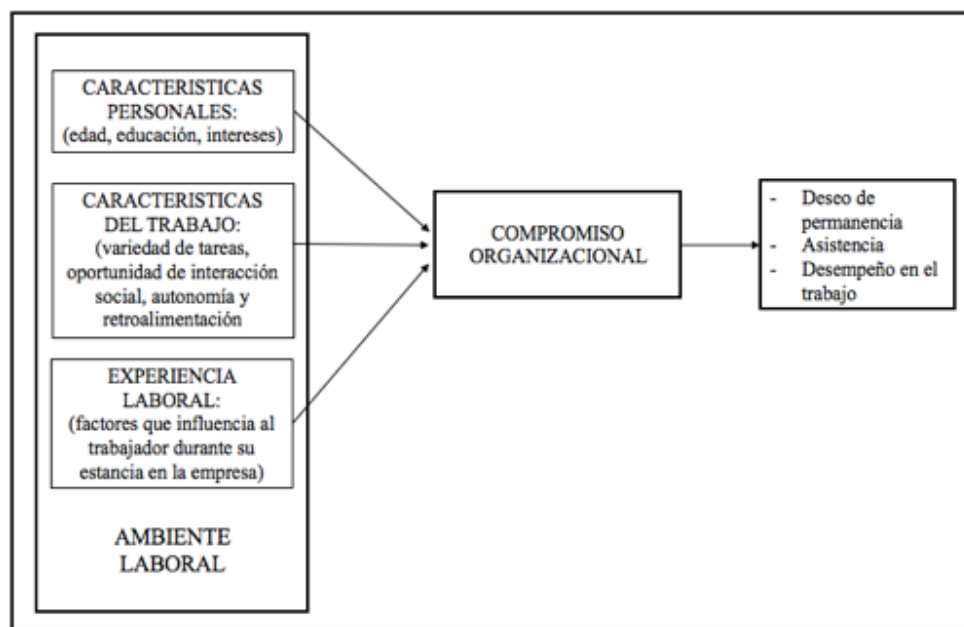 CARACTERISTICAS
PERSONALES:
(edad, educación, intereses)
CARACTERISTICAS
DEL TRABAJO:
(variedad de tareas,
oportunidad de interacción
social, autonomía y
retroalimentación
EXPERIENCIA
LABORAL:
(factores que influencia al
trabajador durante su
estancia en la empresa)
AMBIENTE
LABORAL
COMPROMISO
ORGANIZACIONAL
- Deseo de
permanencia
- Asistencia
- Desempeño en el
trabajo